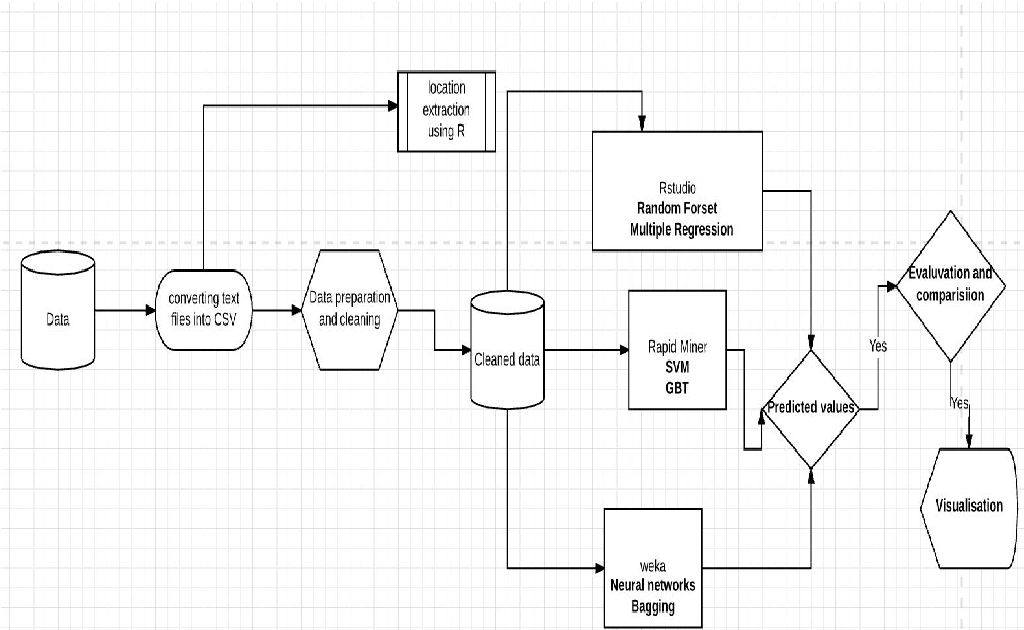 location
extraction
using R
Rstudio
Random Forset
Multiple Regression
Data
converting text
files into CSV
Data preparation
and cleaning
Cleaned data
Rapid Miner
SVM
GBT
Predicted values
Yes
Evaluvation and
comparisiion
Yes
Visualisation
weka
Neural networks
Bagging